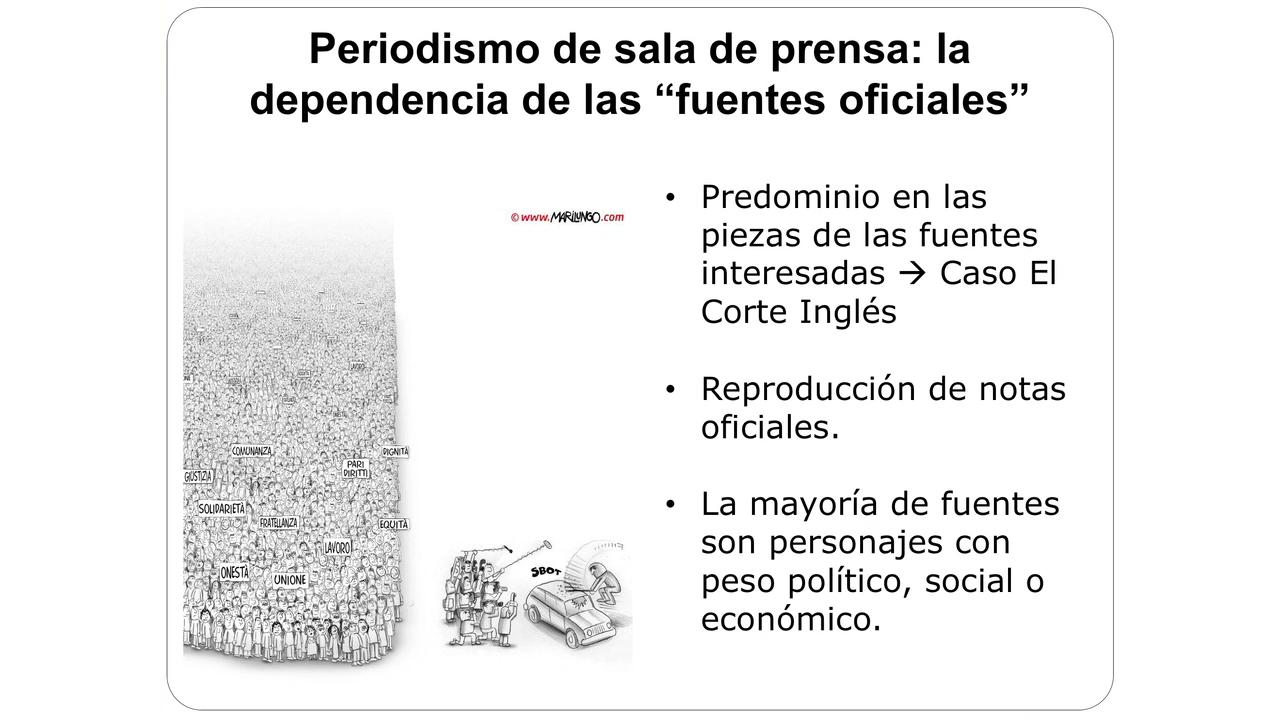 Periodismo de sala de prensa: la
dependencia de las “fuentes oficiales”
© www.MARILUNGO.com
COMUNANZA
DIGNITÀ
PARI
DIRITTI
GIUSTIZIA
SOLIDARIETÀ
FRATELLANZA
EQUITÀ
LAVORO
ONESTÀ
UNIONE
SBOT
• Predominio en las
piezas de las fuentes
interesadas → Caso El
Corte Inglés
• Reproducción de notas
oficiales.
• La mayoría de fuentes
son personajes con
peso político, social o
económico.